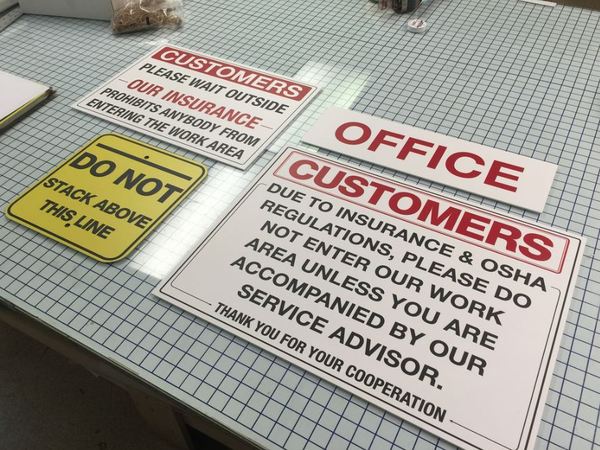 CUSTOMERS
PLEASE WAIT OUTSIDE
OUR INSURANCE
PROHIBITS ANYBODY FROM
ENTERING THE WORK AREA
DO NOT
STACK ABOVE
THIS LINE
OFFICE
CUSTOMERS
DUE TO INSURANCE & OSHA
REGULATIONS, PLEASE DO
NOT ENTER OUR WORK
AREA UNLESS YOU ARE
ACCOMPANIED BY OUR
SERVICE ADVISOR.
THANK YOU FOR YOUR COOPERATION